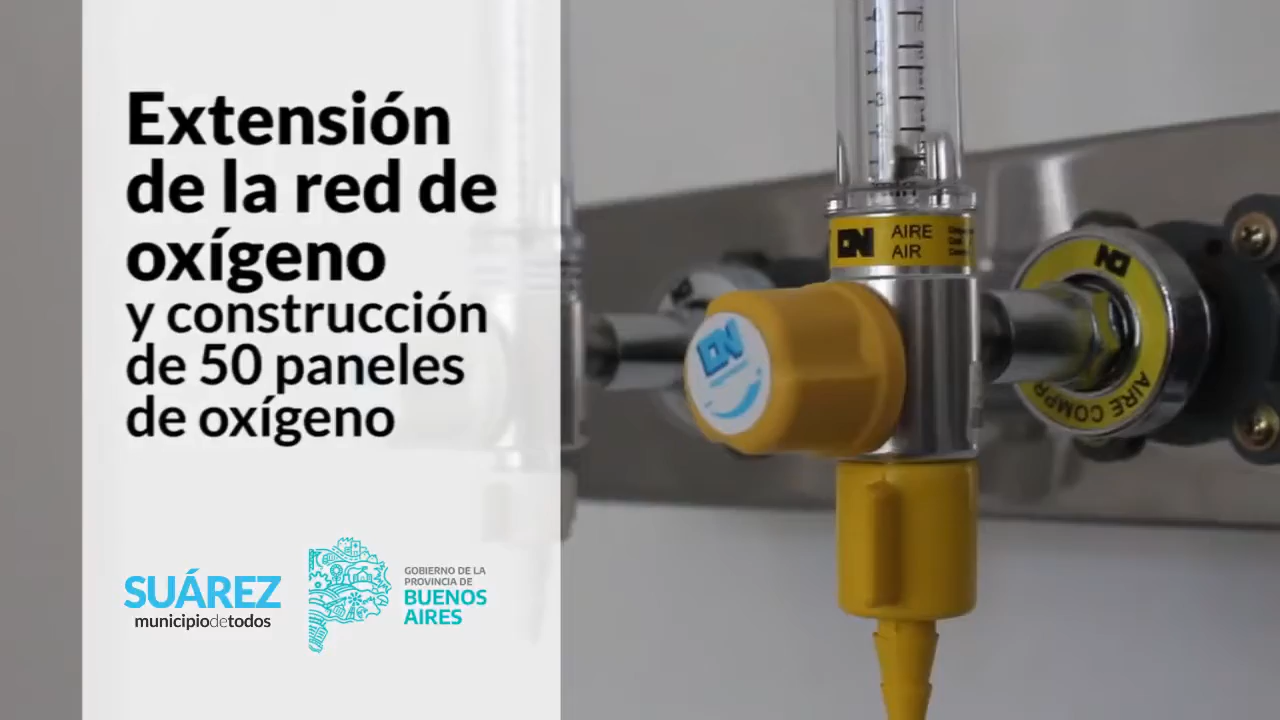 Extensión
de la red de
oxígeno
y construcción
de 50 paneles
de oxígeno
SUÁREZ
municipiodetodos
GOBIERNO DE LA
PROVINCIA DE
BUENOS
AIRES
AIRE
AIR
AIRE COMPR